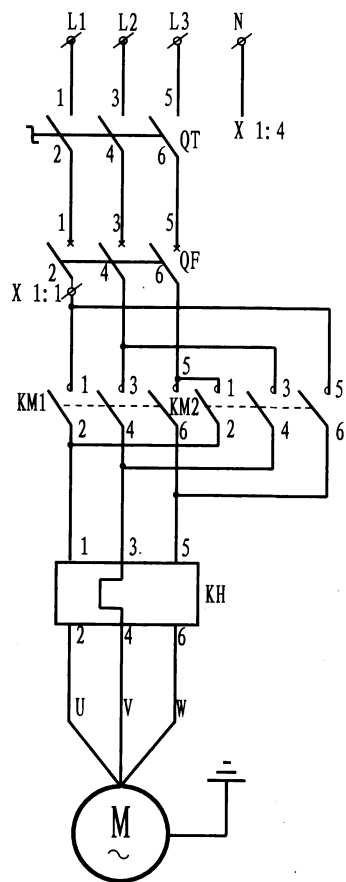 L1 L2 L3 N
1 3 5
QT
2 4 6
X 1:4
1 3 5
QF
2 4 6
X 1:1
5
1 3 1 3 5
KM1 KM2
2 4 6 2 4 6
1 3. 5
KH
2 4 6
U V W
M
~